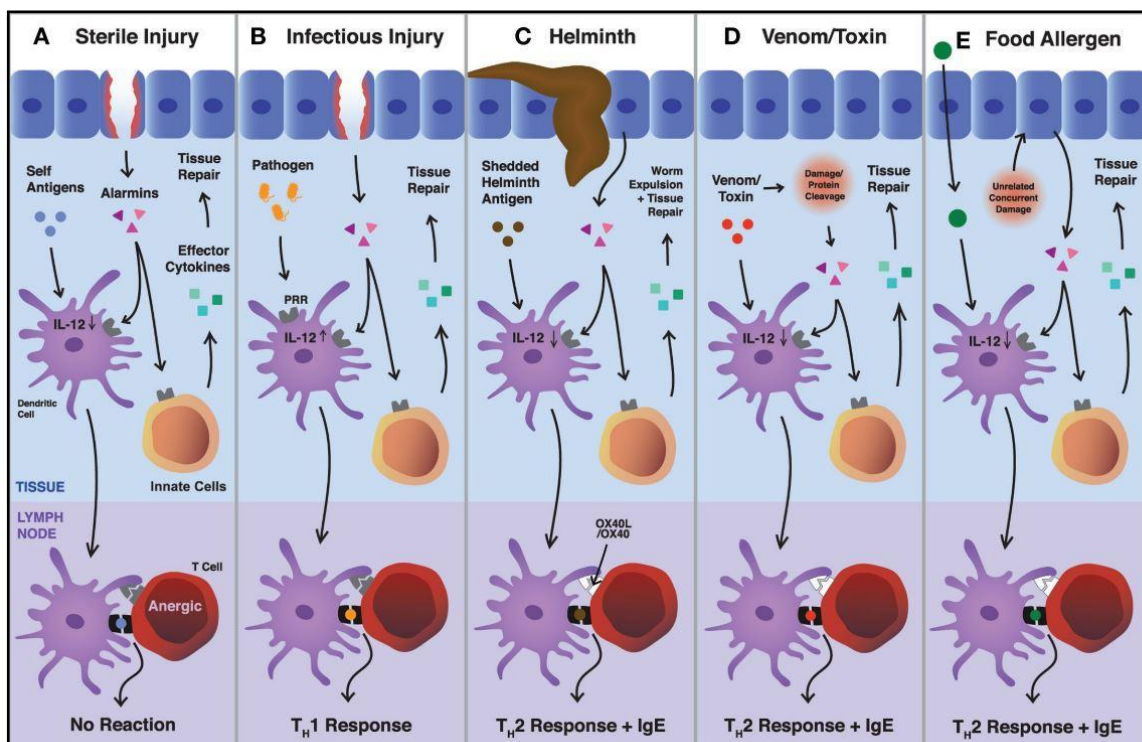 A Sterile Injury
Self
Antigens
Alarmins
Tissue
Repair
Effector
Cytokines
IL-12 ↓
Dendritic
Cell
Innate Cells
TISSUE
LYMPH
NODE
T Cell
Anergic
No Reaction
B Infectious Injury
Pathogen
Tissue
Repair
PRR
IL-12 ↑
TH1 Response
C Helminth
Shedded
Helminth
Antigen
Worm
Expulsion
+ Tissue
Repair
IL-12 ↓
OX40L
/OX40
TH2 Response + IgE
D Venom/Toxin
Venom/
Toxin
Damage/
Protein
Cleavage
Tissue
Repair
IL-12 ↓
TH2 Response + IgE
E Food Allergen
Unrelated
Concurrent
Damage
Tissue
Repair
IL-12 ↓
TH2 Response + IgE